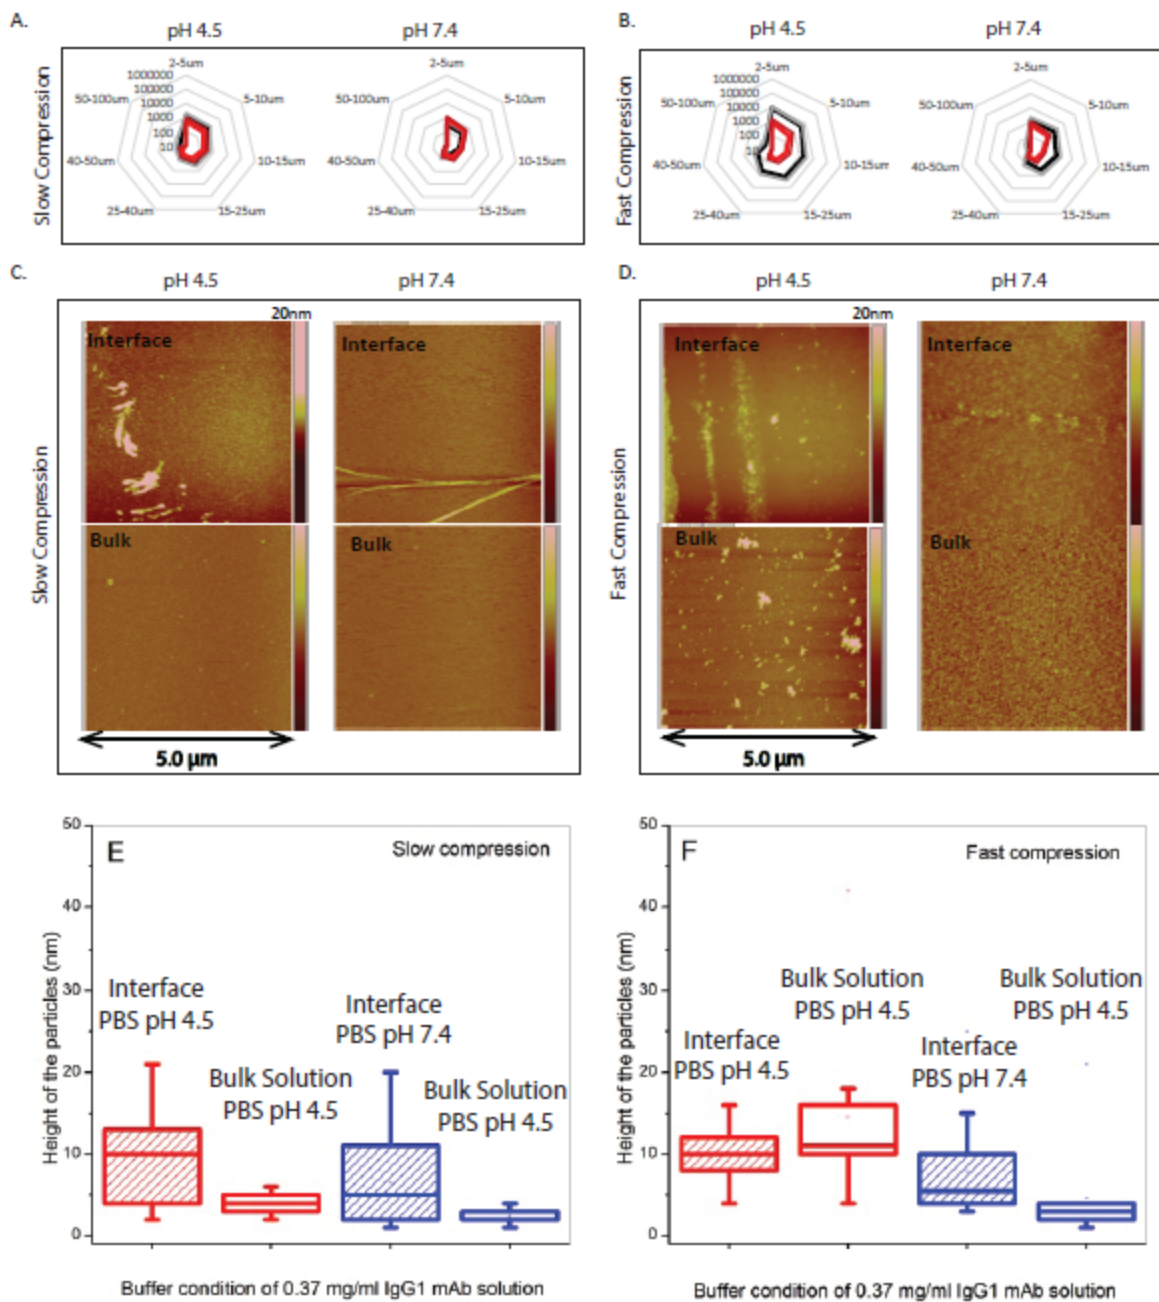 A.
pH 4.5
pH 7.4
Slow Compression
2-5um
1000000
100000
10000
1000
100
10
50-100um
5-10um
40-50um
10-15um
25-40um
15-25um
2-5um
5-10um
10-15um
15-25um
B.
pH 4.5
pH 7.4
Fast Compression
2-5um
1000000
100000
10000
1000
100
10
50-100um
5-10um
40-50um
10-15um
25-40um
15-25um
2-5um
50-100um
5-10um
40-50um
10-15um
25-40um
15-25um
C.
pH 4.5
pH 7.4
Slow Compression
20nm
Interface
Interface
Bulk
Bulk
5.0 µm
D.
pH 4.5
pH 7.4
Fast Compression
20nm
Interface
Interface
Bulk
Bulk
5.0 µm
E
Slow compression
Height of the particles (nm)
50
40
30
20
10
0
Interface
PBS pH 4.5
Bulk Solution
PBS pH 4.5
Interface
PBS pH 7.4
Bulk Solution
PBS pH 4.5
Buffer condition of 0.37 mg/ml IgG1 mAb solution
F
Fast compression
Height of the particles (nm)
50
40
30
20
10
0
Interface
PBS pH 4.5
Bulk Solution
PBS pH 4.5
Interface
PBS pH 7.4
Bulk Solution
PBS pH 4.5
Buffer condition of 0.37 mg/ml IgG1 mAb solution